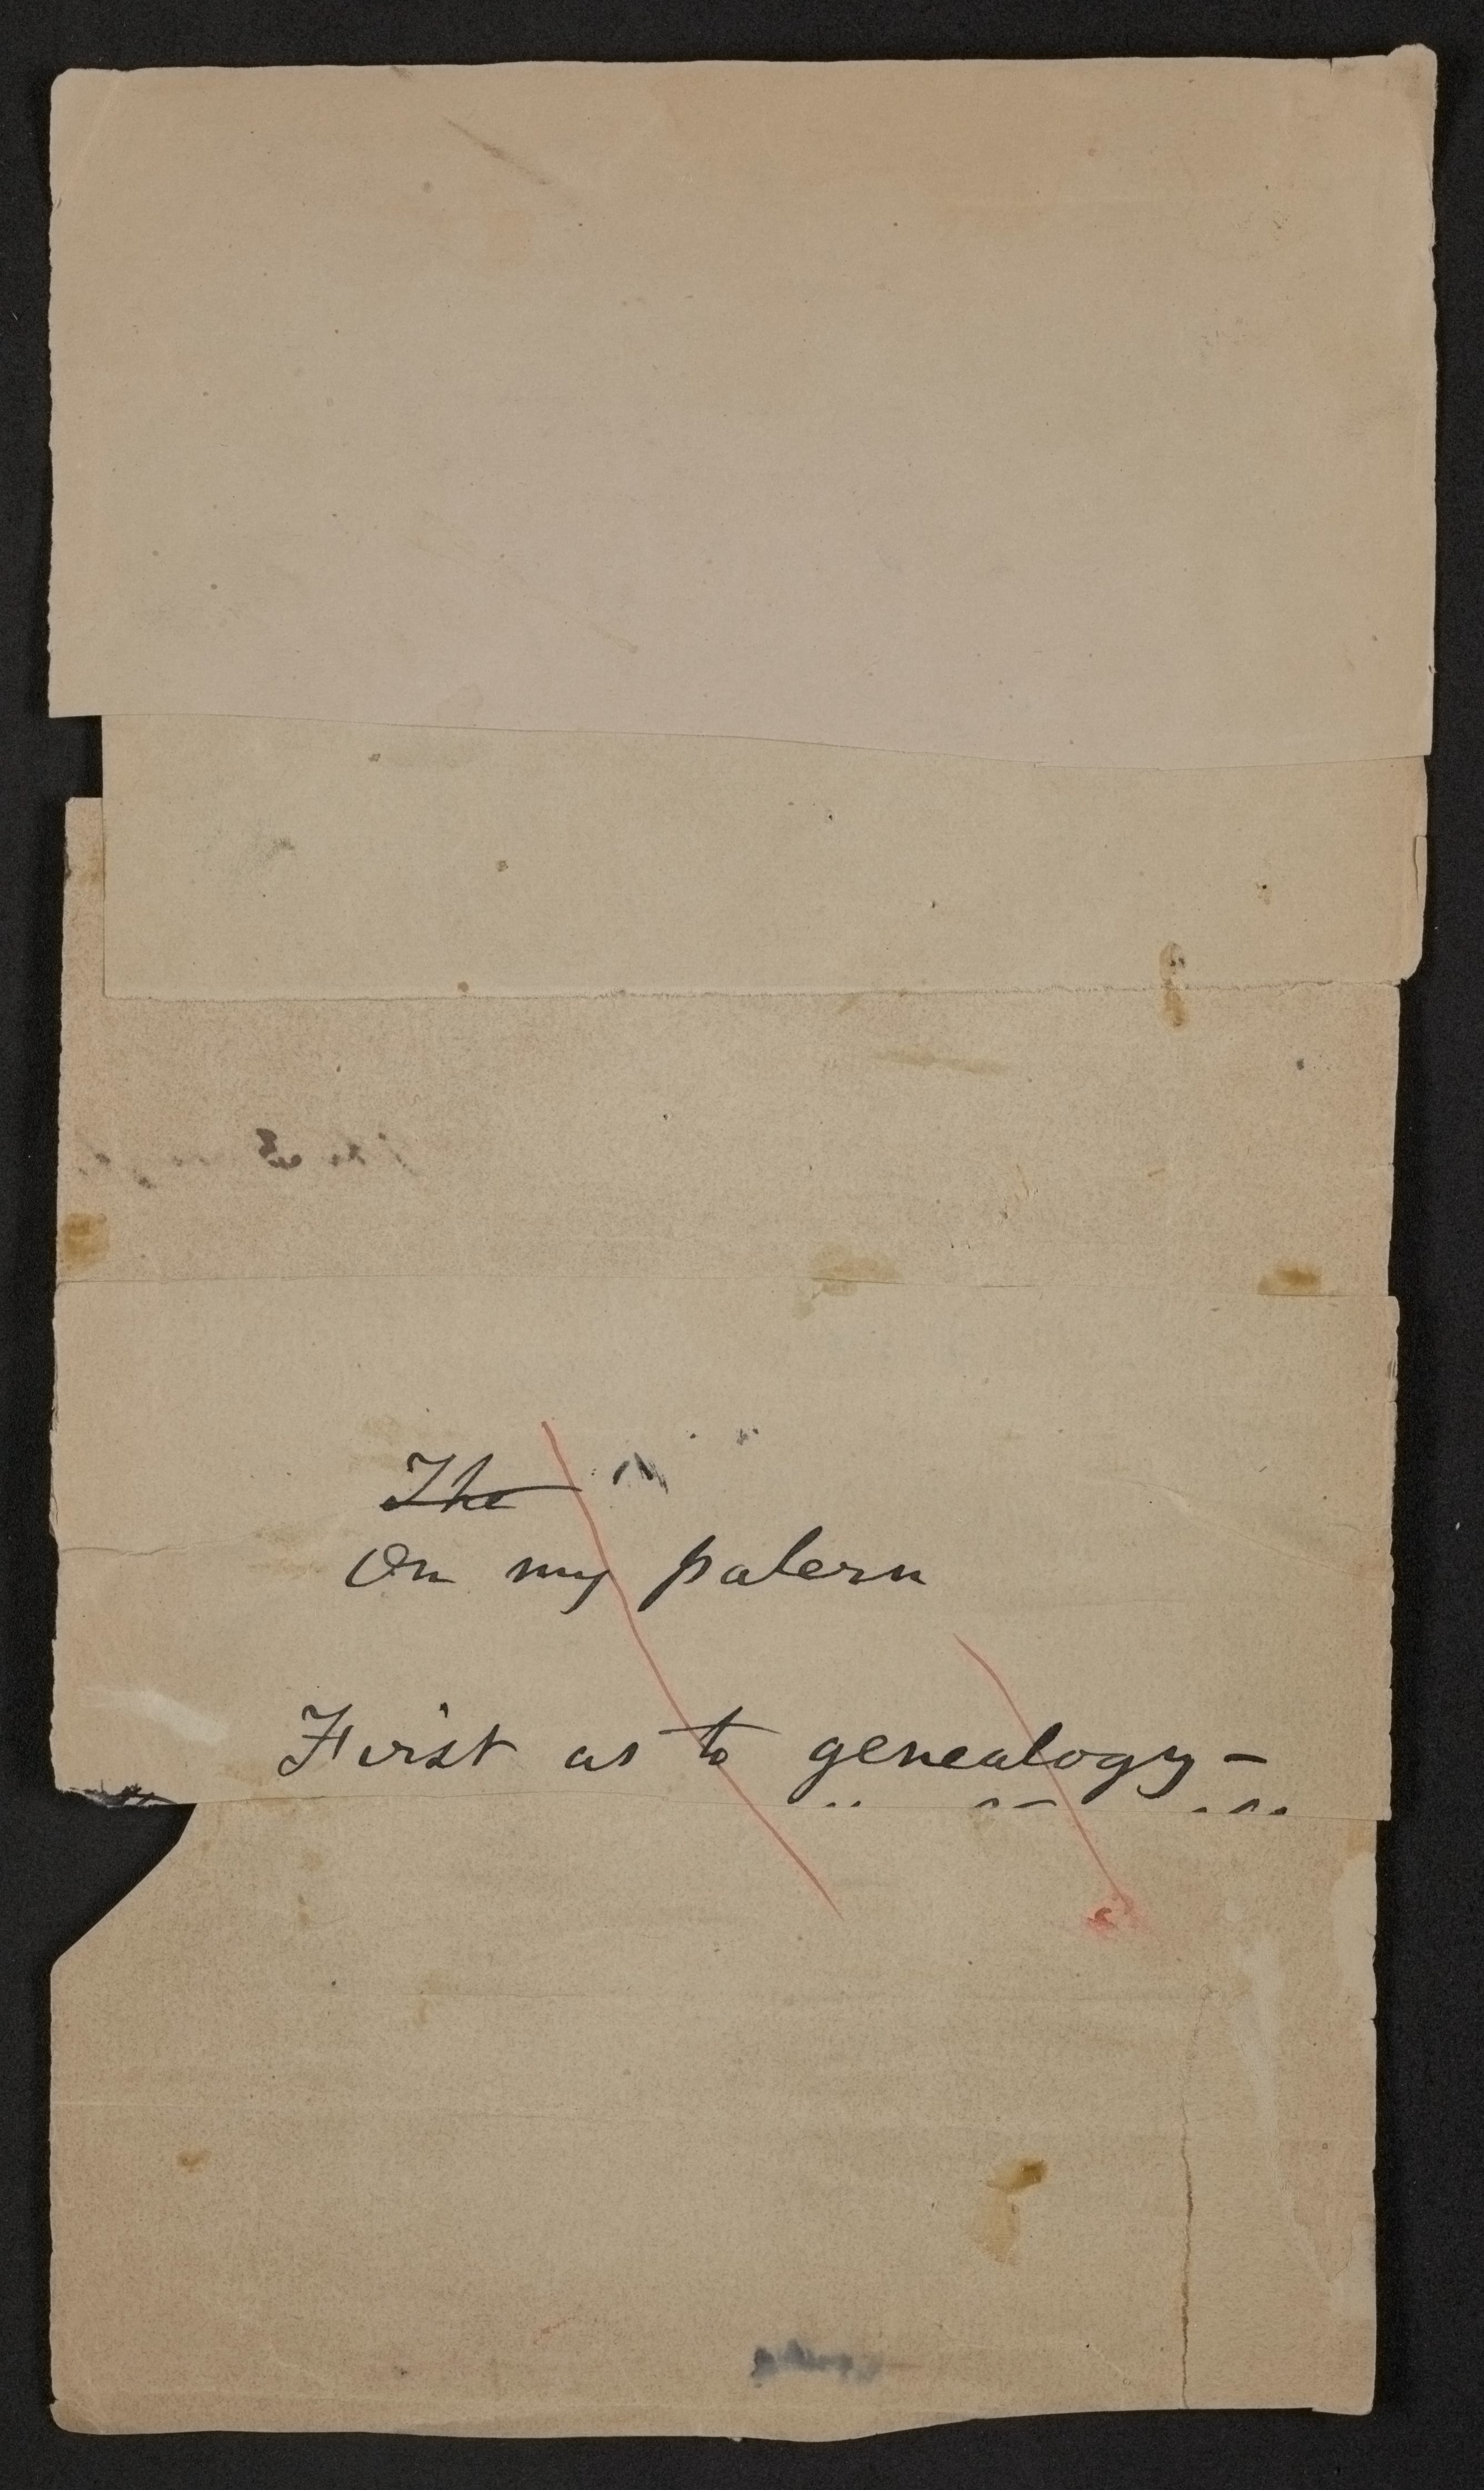 The
On my patern
First as to genealogy –